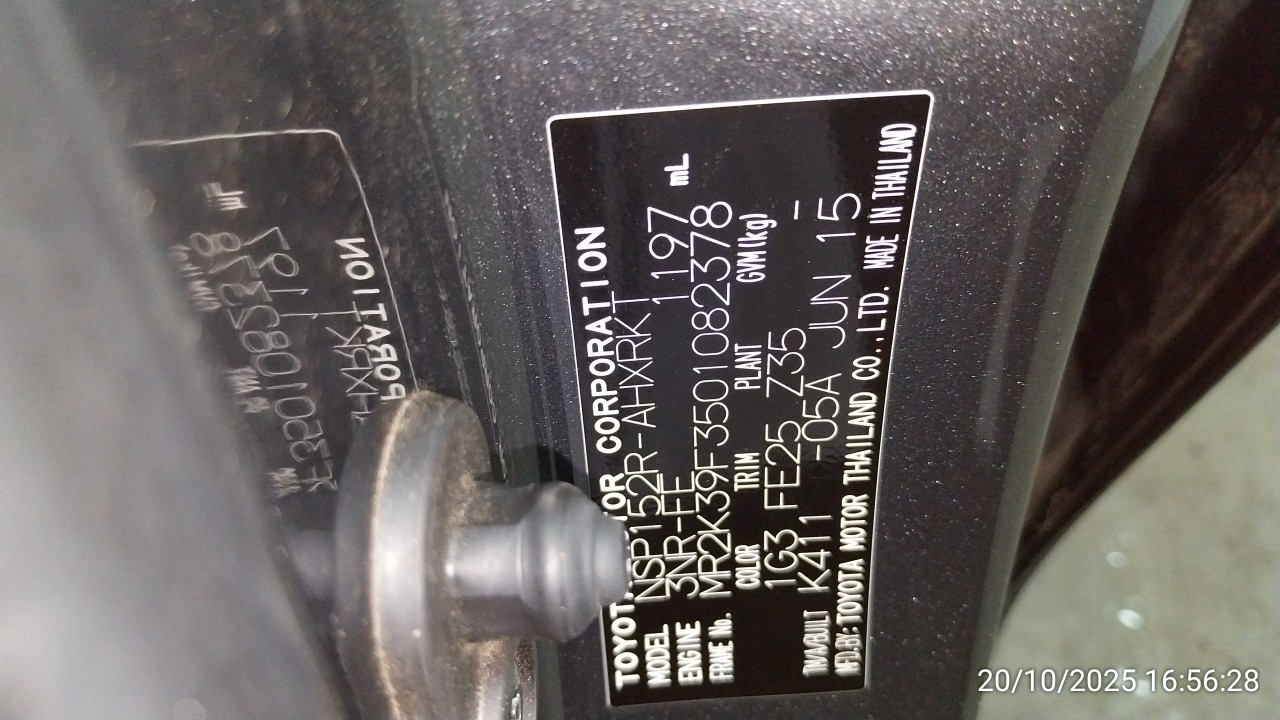 TOYOTA MOTOR CORPORATION
MODEL NSP152R-AHXRKT
ENGINE 3NR-FE 1197 mL
FRAME No. MR2K39F3501082378
COLOR TRIM PLANT GVM(kg)
1G3 FE25 Z35 -
TM/A/BUILT K411 -05A JUN 15
MFD.BY:TOYOTA MOTOR THAILAND CO.,LTD. MADE IN THAILAND
20/10/2025 16:56:28